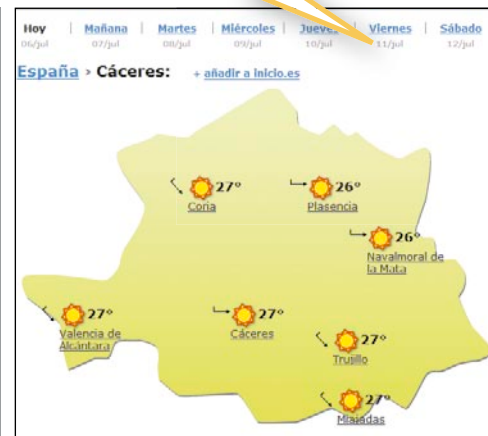 Hoy | Mañana | Martes | Miércoles | Jueves | Viernes | Sábado
06/jul 07/jul 08/jul 09/jul 10/jul 11/jul 12/jul
España > Cáceres: + añadir a inicio.es
27° 26°
Coria Plasencia
26°
Navalmoral de
la Mata
27° 27°
Valencia de
Alcántara
Cáceres
27°
Trujillo
27°
Miajadas